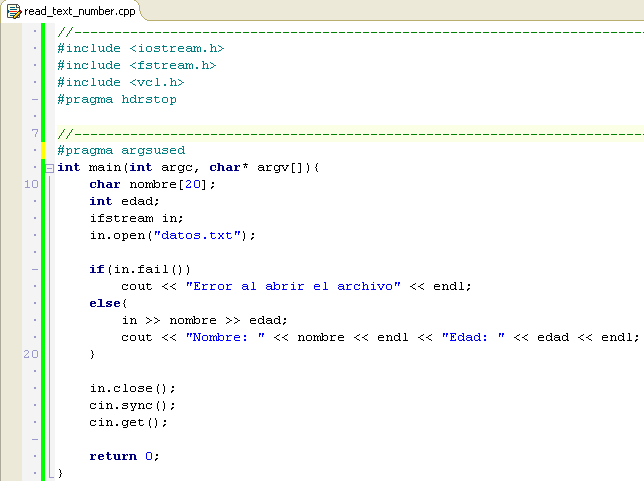 read_text_number.cpp
//---------------------------------------------------------------------------
#include <iostream.h>
#include <fstream.h>
#include <vcl.h>
#pragma hdrstop
7 //---------------------------------------------------------------------------
#pragma argsused
int main(int argc, char* argv[]){
10 char nombre[20];
int edad;
ifstream in;
in.open("datos.txt");
if(in.fail())
cout << "Error al abrir el archivo" << endl;
else{
in >> nombre >> edad;
cout << "Nombre: " << nombre << endl << "Edad: " << edad << endl;
20 }
in.close();
cin.sync();
cin.get();
return 0;
}